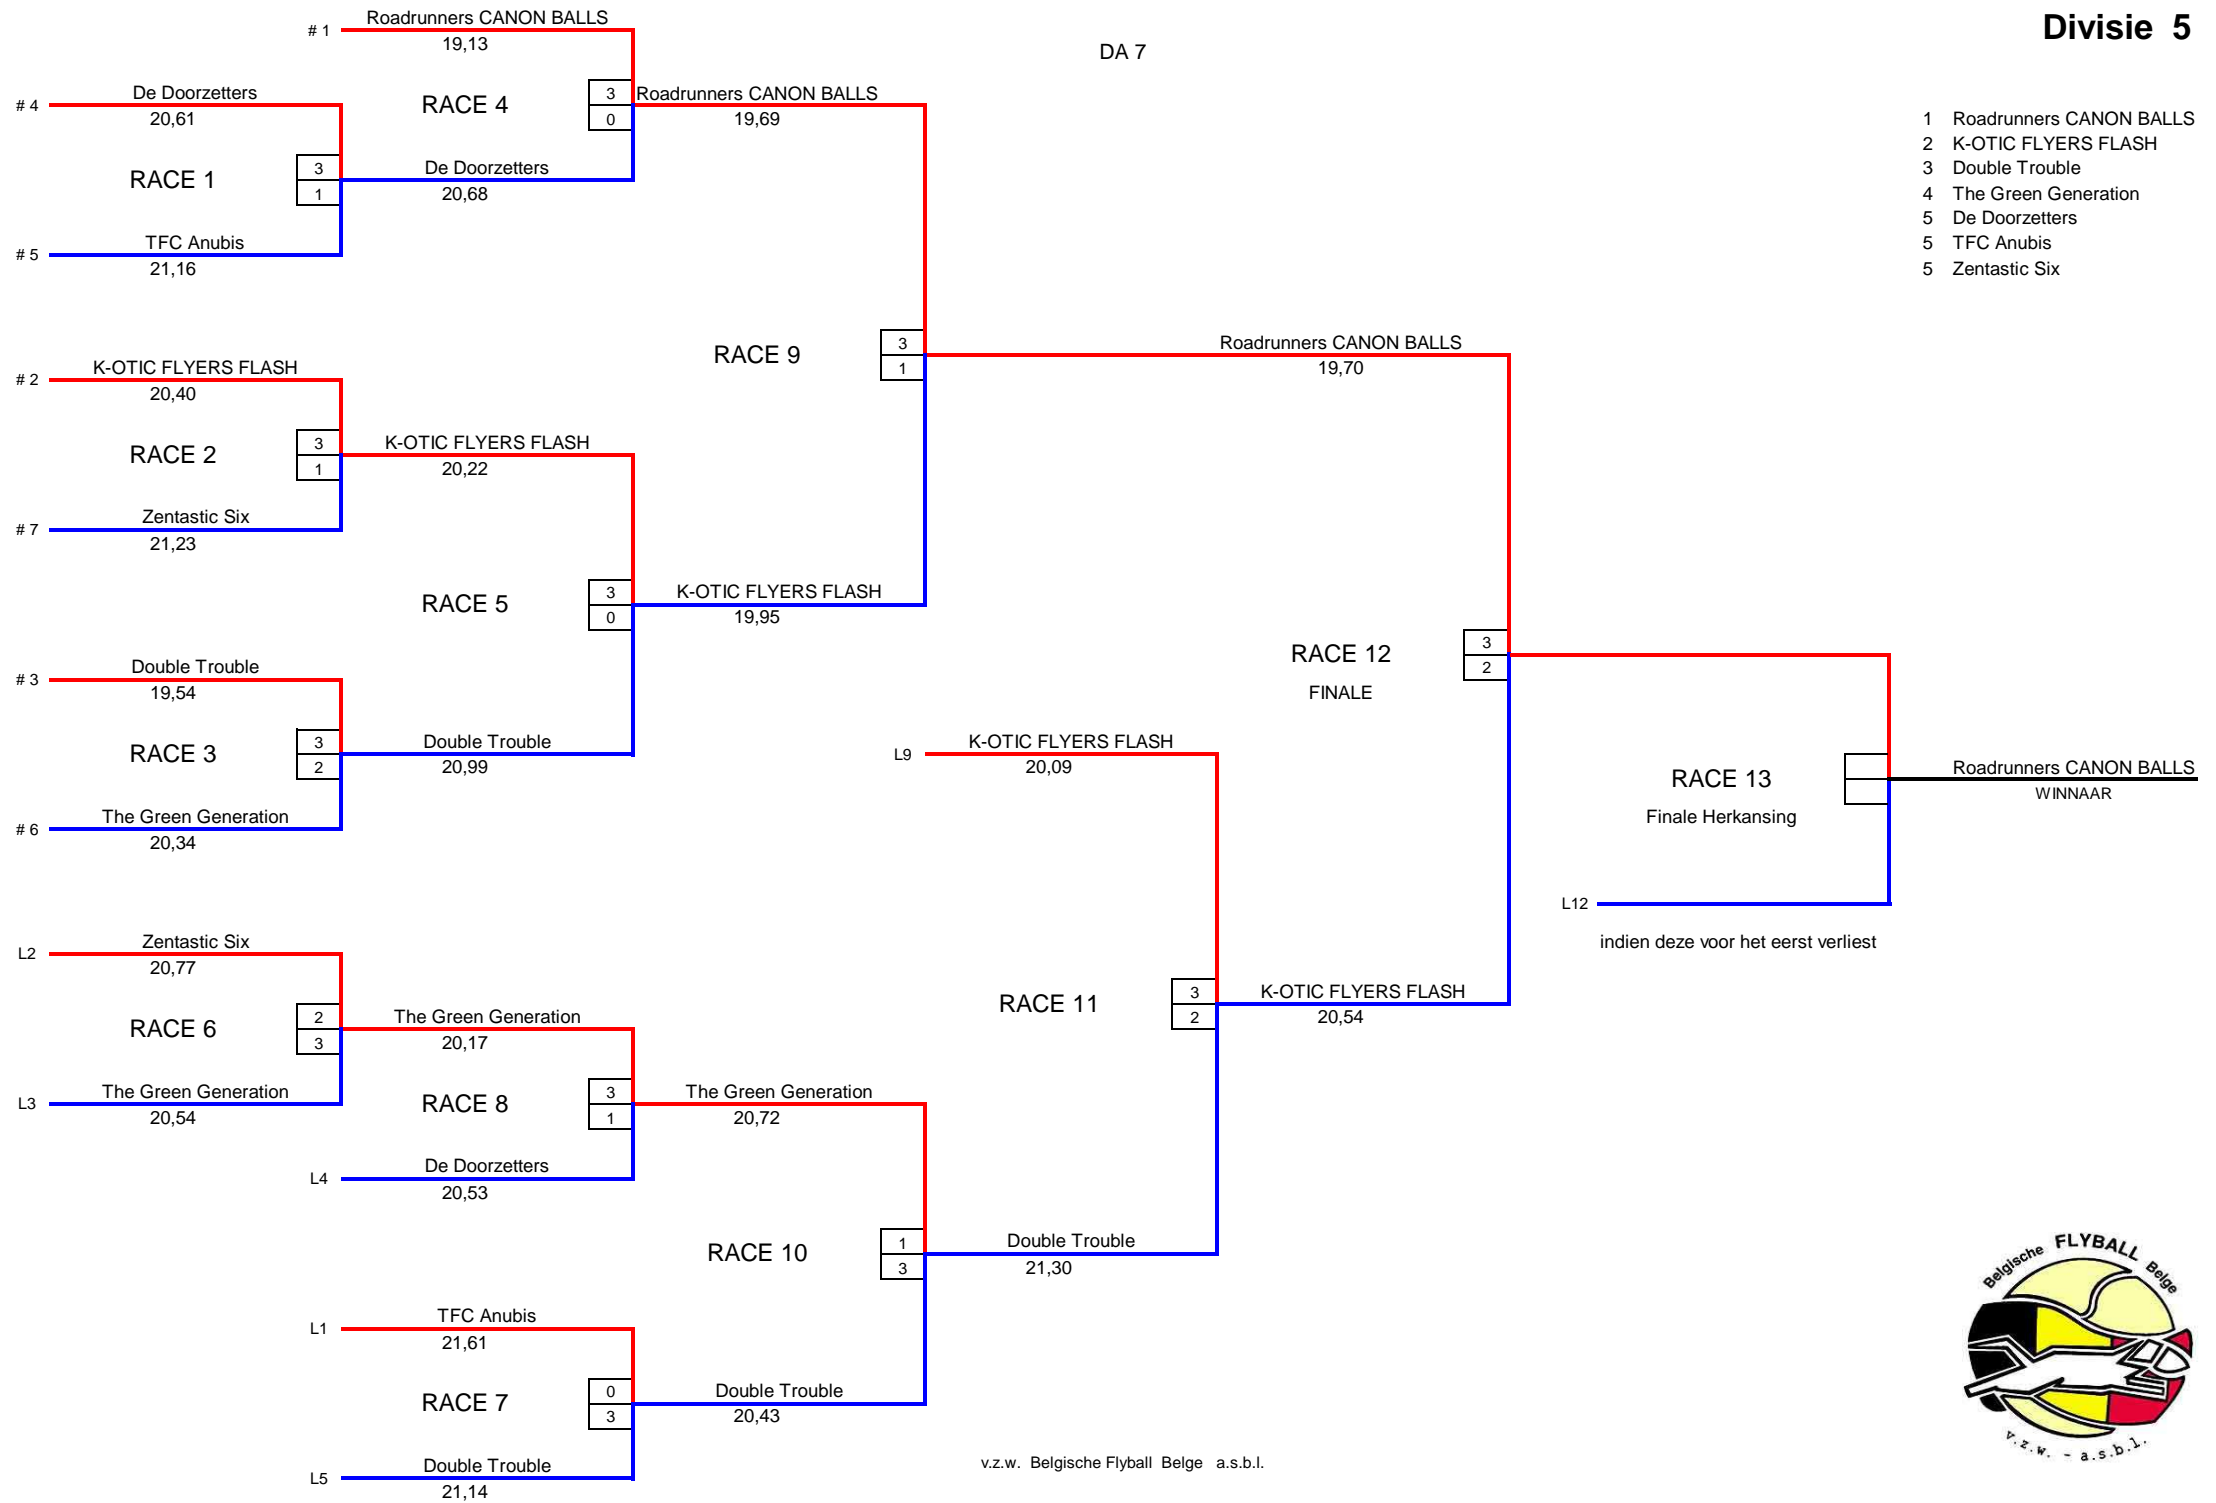 Divisie 5
DA 7
1 Roadrunners CANON BALLS
2 K-OTIC FLYERS FLASH
3 Double Trouble
4 The Green Generation
5 De Doorzetters
5 TFC Anubis
5 Zentastic Six
# 1
Roadrunners CANON BALLS
19,13
# 4
De Doorzetters
20,61
RACE 4
3
0
Roadrunners CANON BALLS
19,69
RACE 1
3
1
De Doorzetters
20,68
# 5
TFC Anubis
21,16
RACE 9
3
1
Roadrunners CANON BALLS
19,70
# 2
K-OTIC FLYERS FLASH
20,40
RACE 2
3
1
K-OTIC FLYERS FLASH
20,22
# 7
Zentastic Six
21,23
RACE 5
3
0
K-OTIC FLYERS FLASH
19,95
# 3
Double Trouble
19,54
RACE 3
3
2
Double Trouble
20,99
# 6
The Green Generation
20,34
RACE 12
FINALE
3
2
L9
K-OTIC FLYERS FLASH
20,09
RACE 13
Finale Herkansing
Roadrunners CANON BALLS
WINNAAR
L12
indien deze voor het eerst verliest
L2
Zentastic Six
20,77
RACE 6
2
3
The Green Generation
20,17
L3
The Green Generation
20,54
RACE 8
3
1
The Green Generation
20,72
L4
De Doorzetters
20,53
RACE 11
3
2
K-OTIC FLYERS FLASH
20,54
RACE 10
1
3
Double Trouble
21,30
L1
TFC Anubis
21,61
RACE 7
0
3
Double Trouble
20,43
L5
Double Trouble
21,14
v.z.w. Belgische Flyball Belge a.s.b.l.
Belgische FLYBALL Belge
v.z.w. - a.s.b.l.